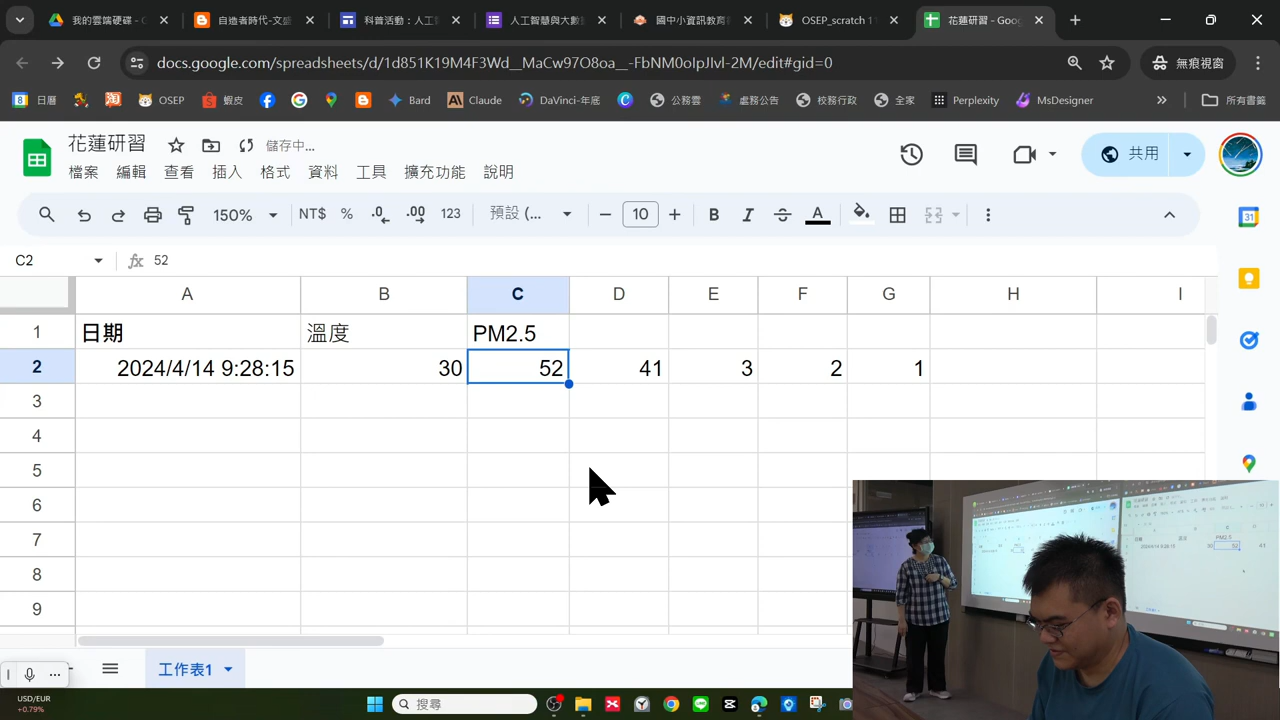 我的雲端硬碟 - G
自造者時代-文盛
科普活動：人工
人工智慧與大數
國中小資訊教育
OSEP_scratch 1
花蓮研習 - Goo
docs.google.com/spreadsheets/d/1d851K19M4F3Wd__MaCw97O8oa__-FbNM0oIpJlvl-2M/edit#gid=0
無痕視窗
日曆
淘
OSEP
蝦皮
Bard
Claude
DaVinci-年底
公務雲
處務公告
校務行政
全家
Perplexity
MsDesigner
所有書籤
花蓮研習
儲存中...
檔案 編輯 查看 插入 格式 資料 工具 擴充功能 說明
共用
31
150% NT$ % .0 .00 123 預設 (... 10 B I A
C2 fx 52
A B C D E F G H I
1 日期 溫度 PM2.5
2 2024/4/14 9:28:15 30 52 41 3 2 1
3
4
5
6
7
8
9
工作表1
USD/EUR
+0.79%
搜尋